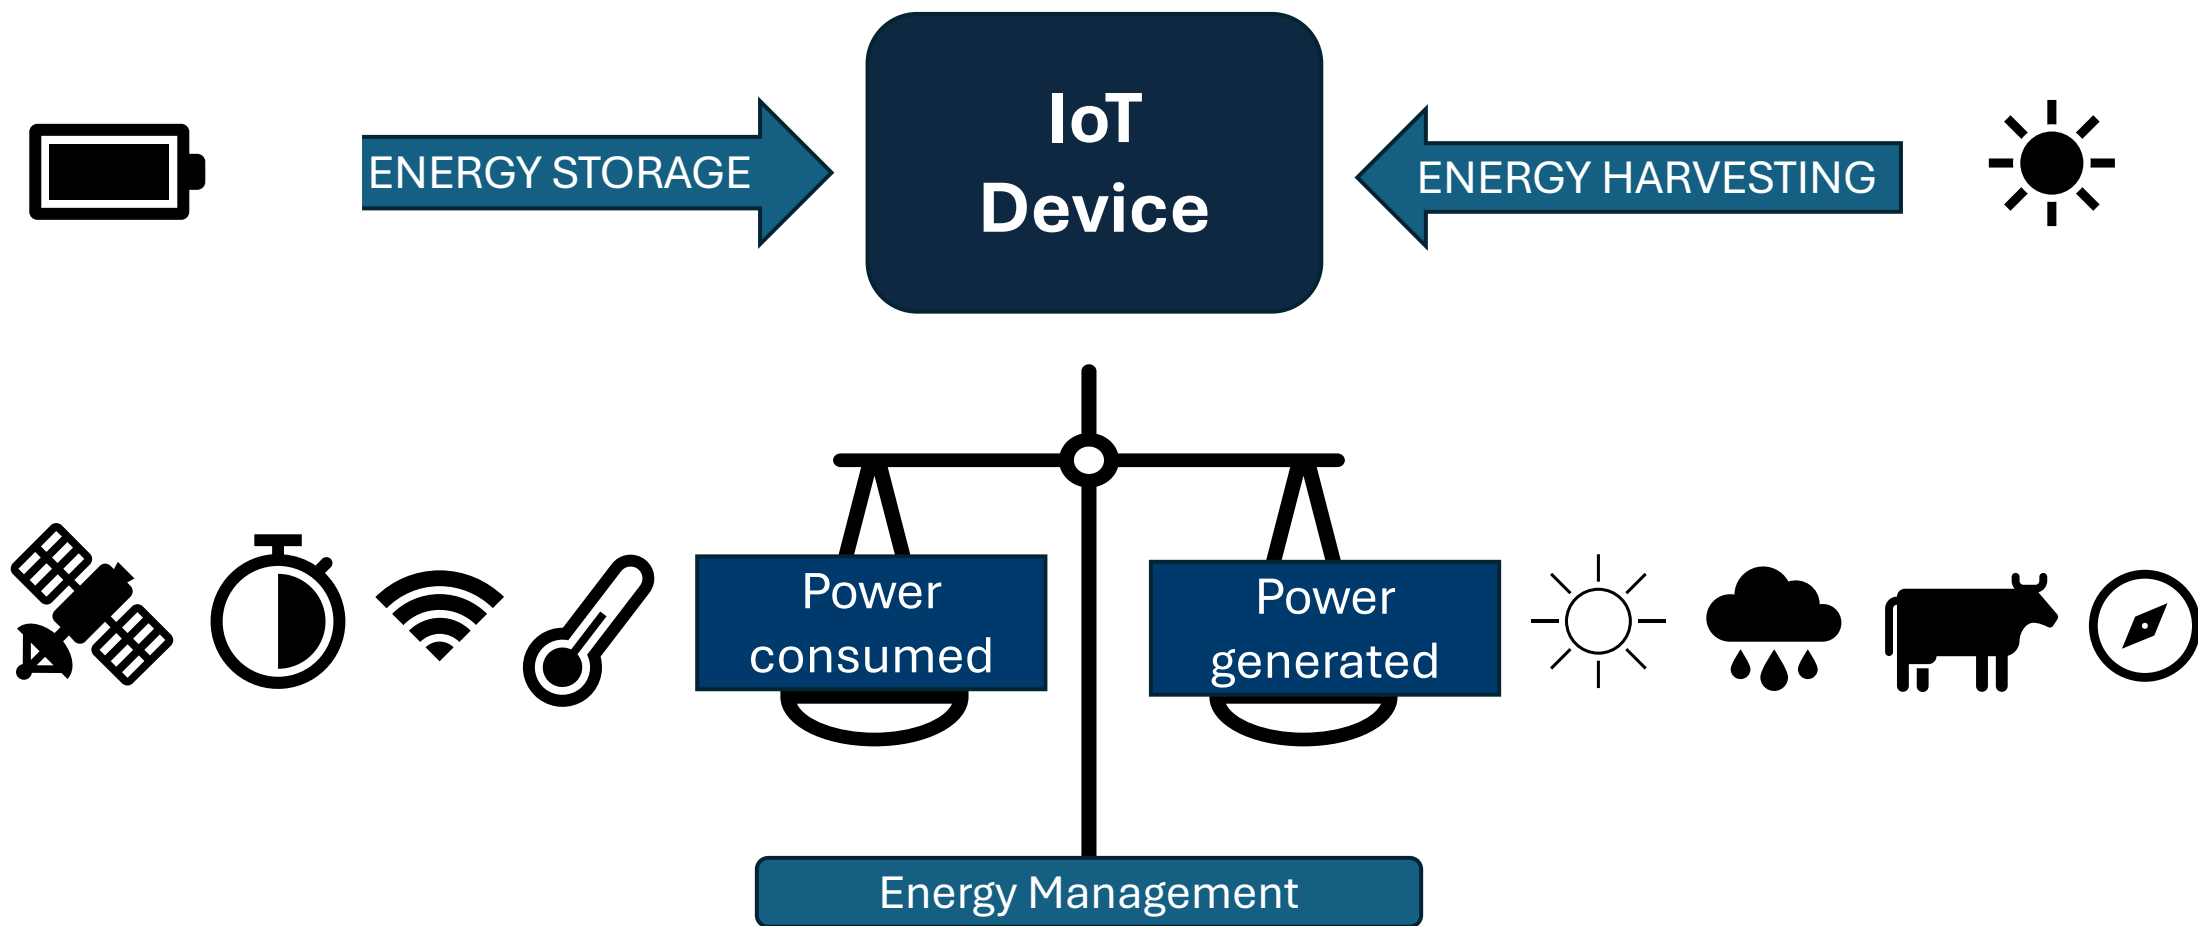 IoT
Device
ENERGY STORAGE
ENERGY HARVESTING
Power
consumed
Power
generated
Energy Management